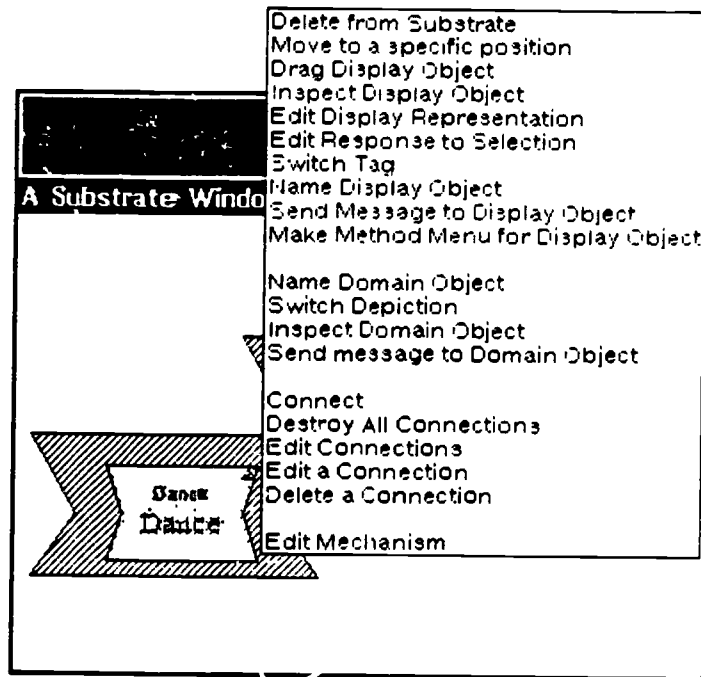 Delete from Substrate
Move to a specific position
Drag Display Object
Inspect Display Object
Edit Display Representation
Edit Response to Selection
Switch Tag
Name Display Object
Send Message to Display Object
Make Method Menu for Display Object
Name Domain Object
Switch Depiction
Inspect Domain Object
Send message to Domain Object
Connect
Destroy All Connections
Edit Connections
Edit a Connection
Delete a Connection
Edit Mechanism
A Substrate Windo
Dance
Dance